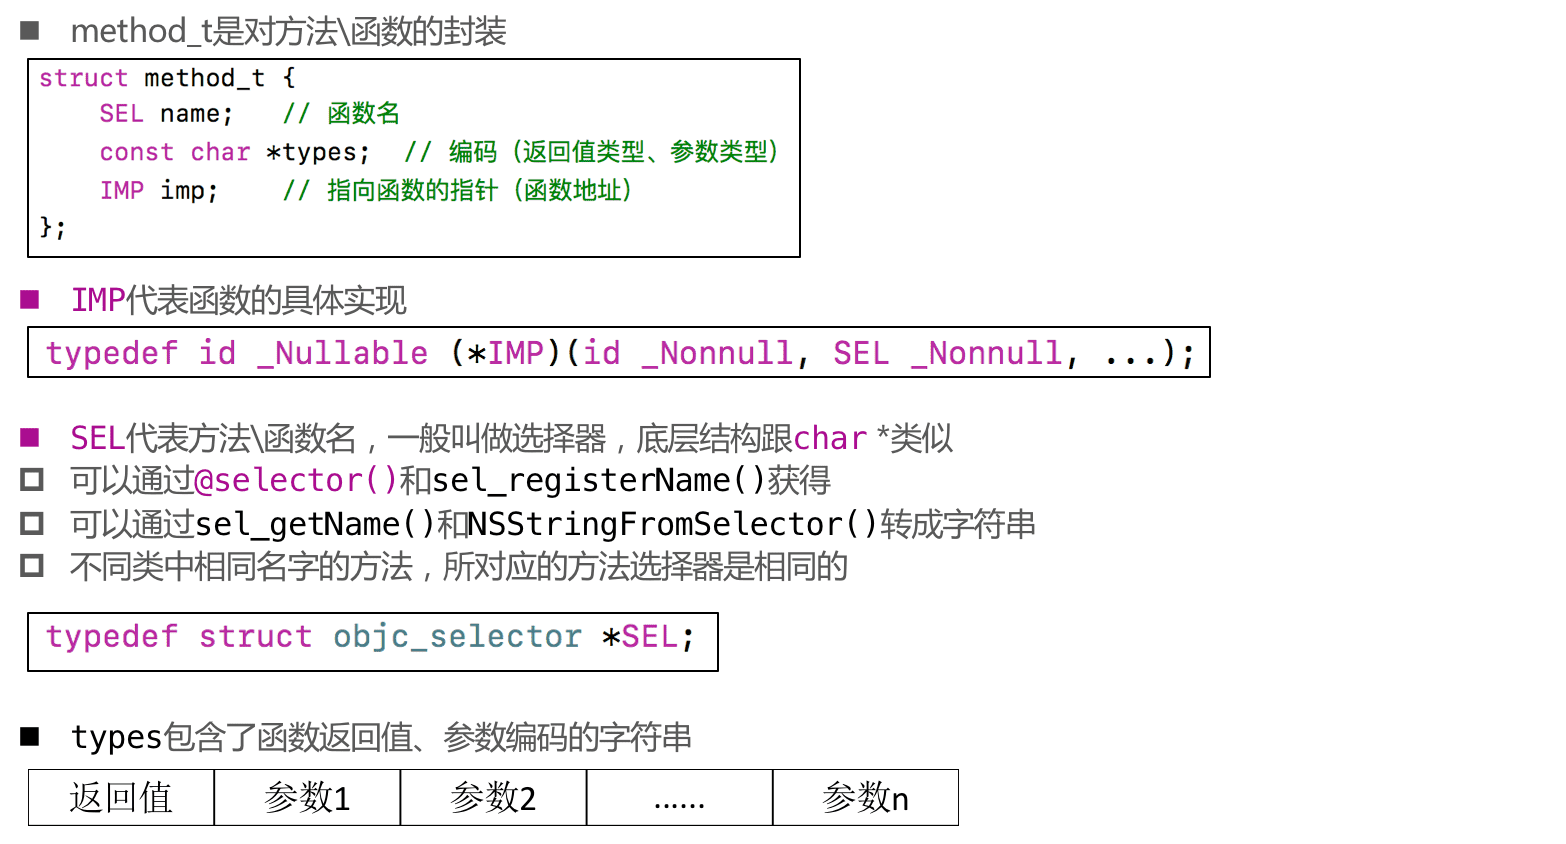 method_t是对方法\函数的封装
struct method_t {
SEL name; // 函数名
const char *types; // 编码（返回值类型、参数类型）
IMP imp; // 指向函数的指针（函数地址）
};
IMP代表函数的具体实现
typedef id _Nullable (*IMP)(id _Nonnull, SEL _Nonnull, ...);
SEL代表方法\函数名，一般叫做选择器，底层结构跟char *类似
可以通过@selector()和sel_registerName()获得
可以通过sel_getName()和NSStringFromSelector()转成字符串
不同类中相同名字的方法，所对应的方法选择器是相同的
typedef struct objc_selector *SEL;
types包含了函数返回值、参数编码的字符串
返回值 参数1 参数2 ...... 参数n